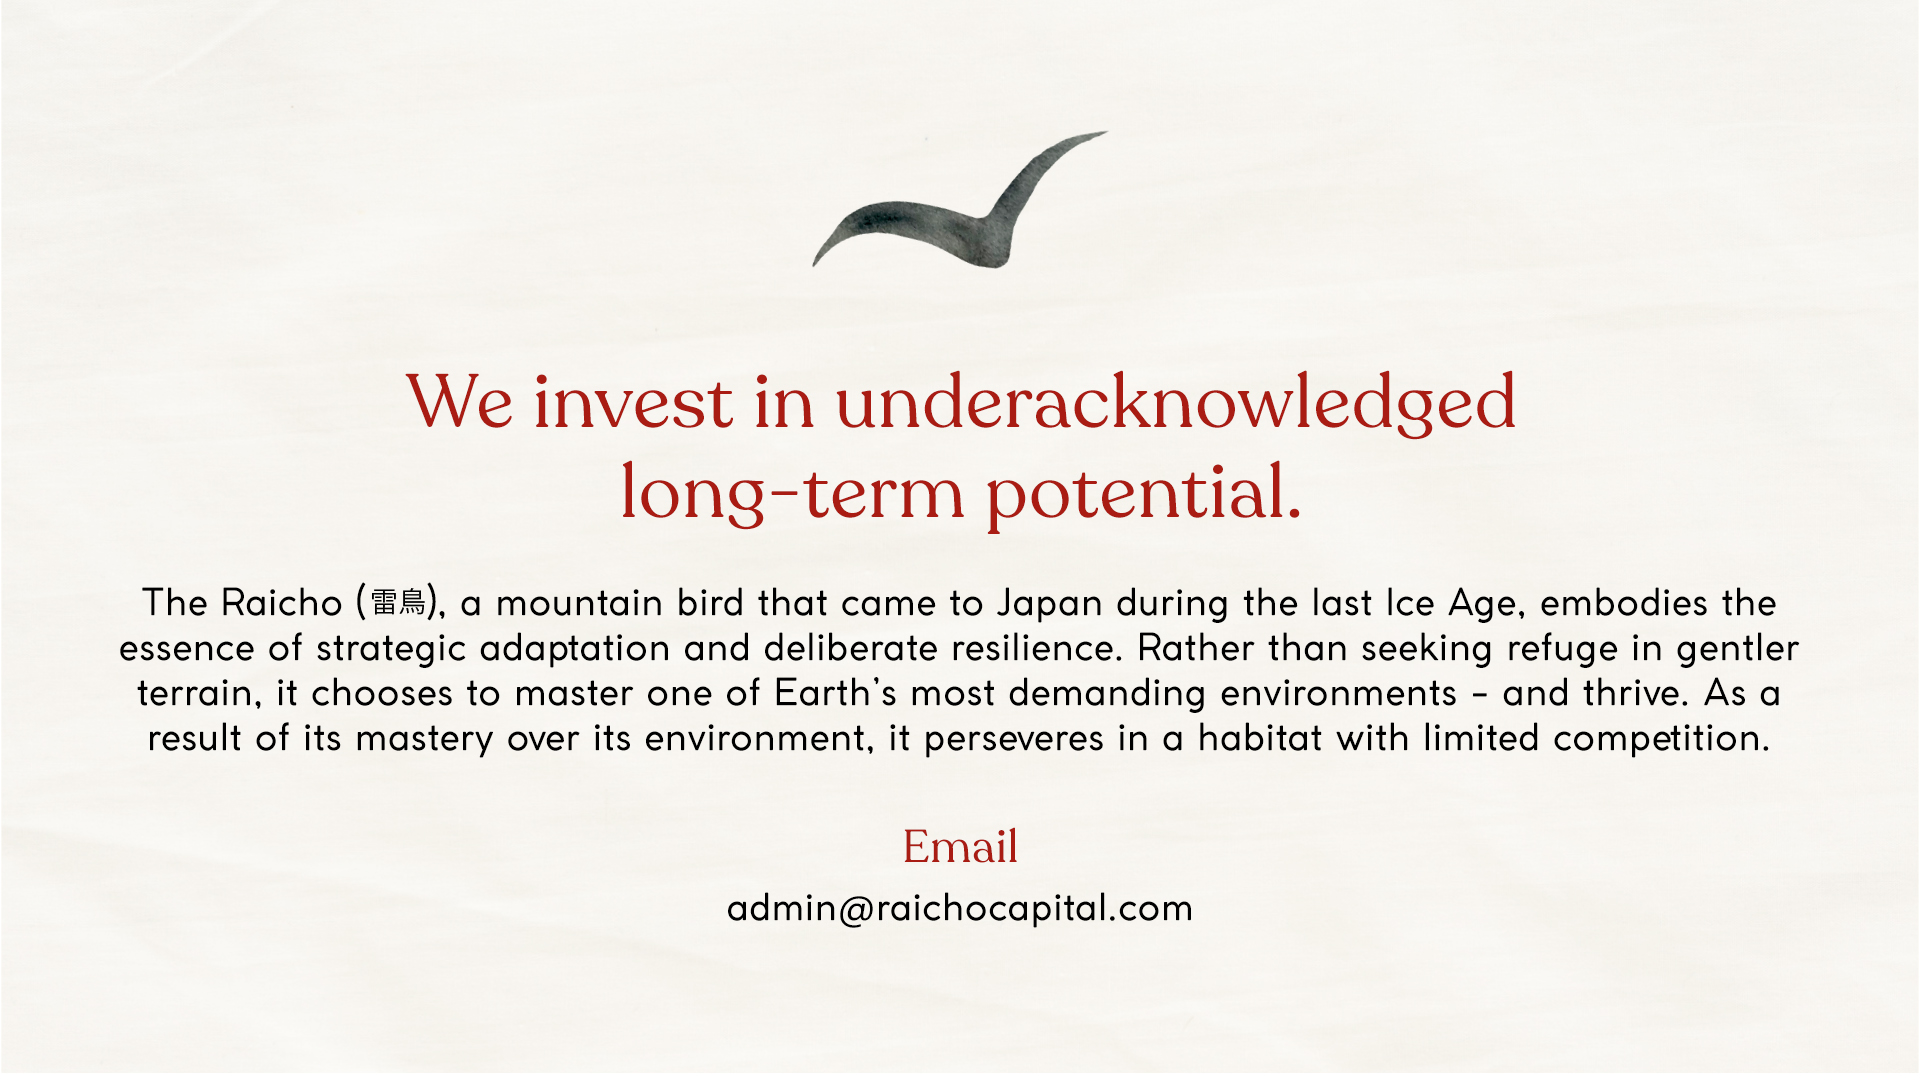 We invest in underacknowledged
long-term potential.
The Raicho (雷鳥), a mountain bird that came to Japan during the last Ice Age, embodies the
essence of strategic adaptation and deliberate resilience. Rather than seeking refuge in gentler
terrain, it chooses to master one of Earth’s most demanding environments - and thrive. As a
result of its mastery over its environment, it perseveres in a habitat with limited competition.
Email
admin@raichocapital.com